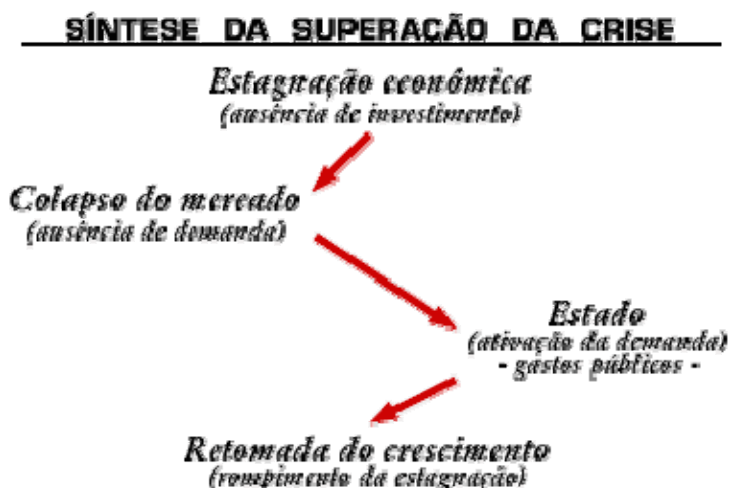 SÍNTESE DA SUPERAÇÃO DA CRISE
Estagnação econômica
(ausência de investimento)
Colapso do mercado
(ausência de demanda)
Estado
(ativação da demanda)
- gastos públicos -
Retomada do crescimento
(rompimento da estagnação)